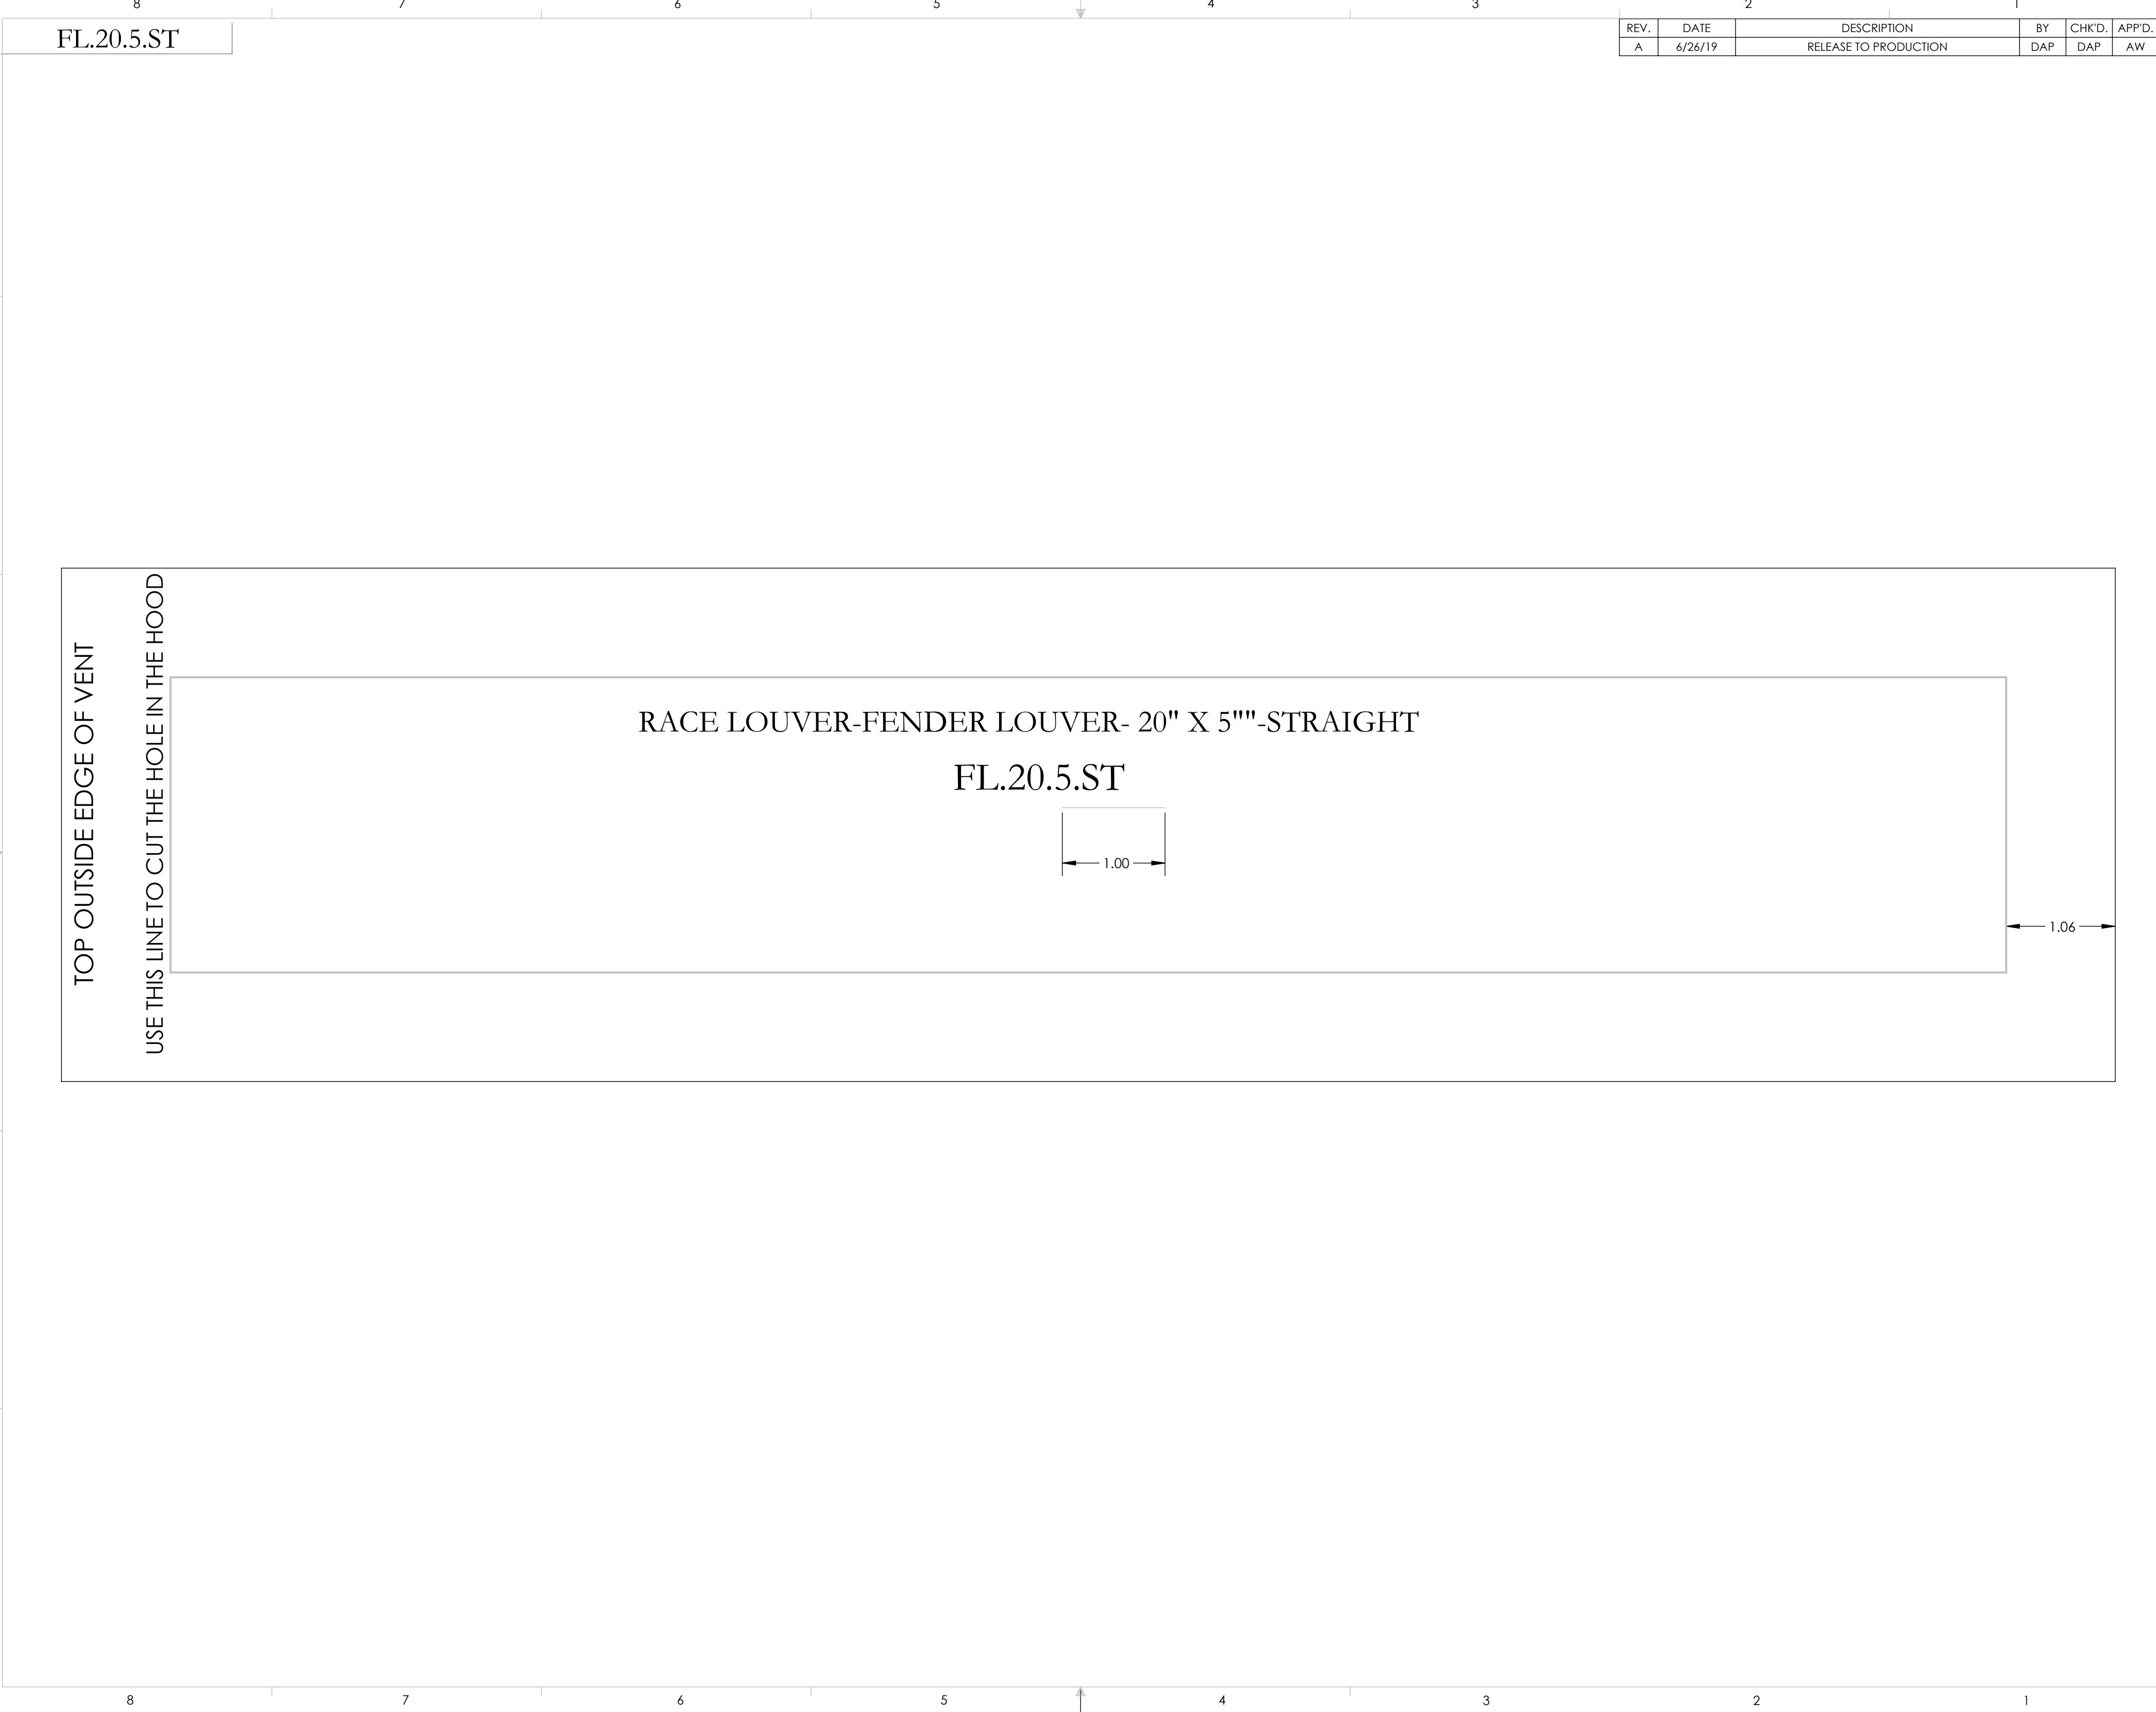 8 7 6 5 4 3 2 1
FL.20.5.ST
REV. DATE DESCRIPTION BY CHK'D. APP'D.
A 6/26/19 RELEASE TO PRODUCTION DAP DAP AW
TOP OUTSIDE EDGE OF VENT
USE THIS LINE TO CUT THE HOLE IN THE HOOD
RACE LOUVER-FENDER LOUVER- 20" X 5""-STRAIGHT
FL.20.5.ST
1.00
1.06
8 7 6 5 4 3 2 1